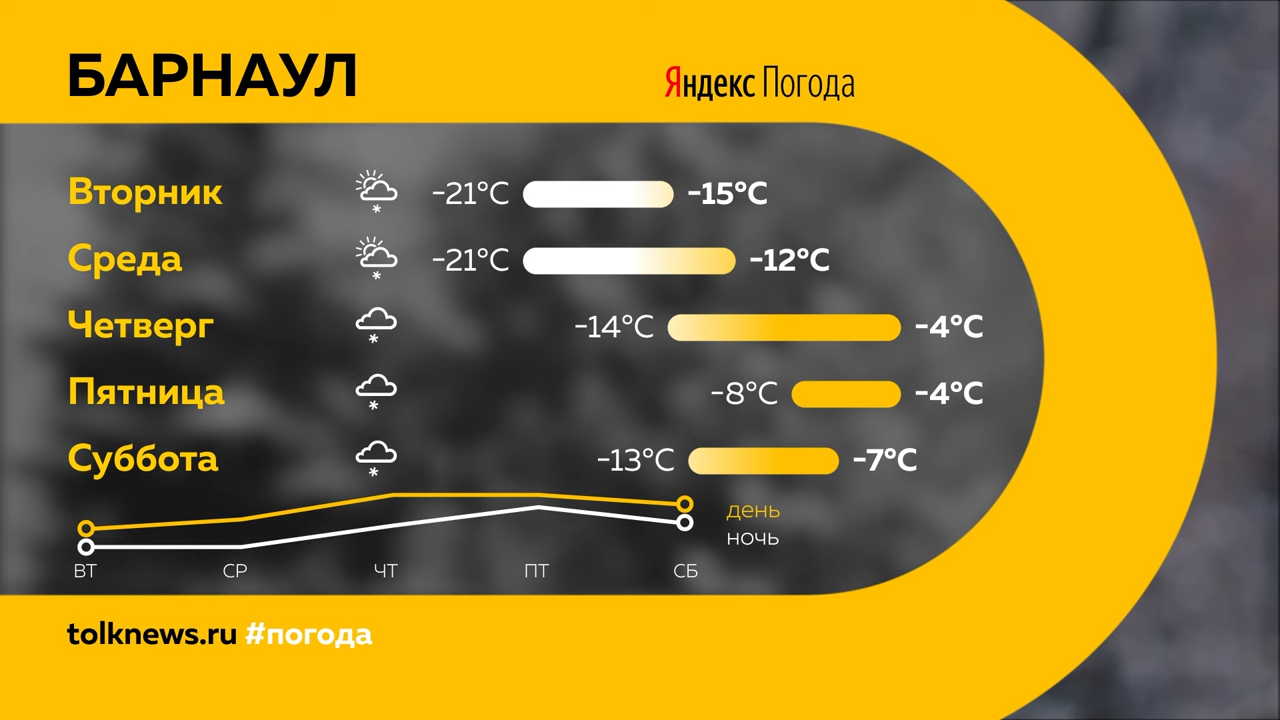 БАРНАУЛ
Яндекс Погода
Вторник -21°C -15°C
Среда -21°C -12°C
Четверг -14°C -4°C
Пятница -8°C -4°C
Суббота -13°C -7°C
день
ночь
ВТ СР ЧТ ПТ СБ
tolknews.ru #погода